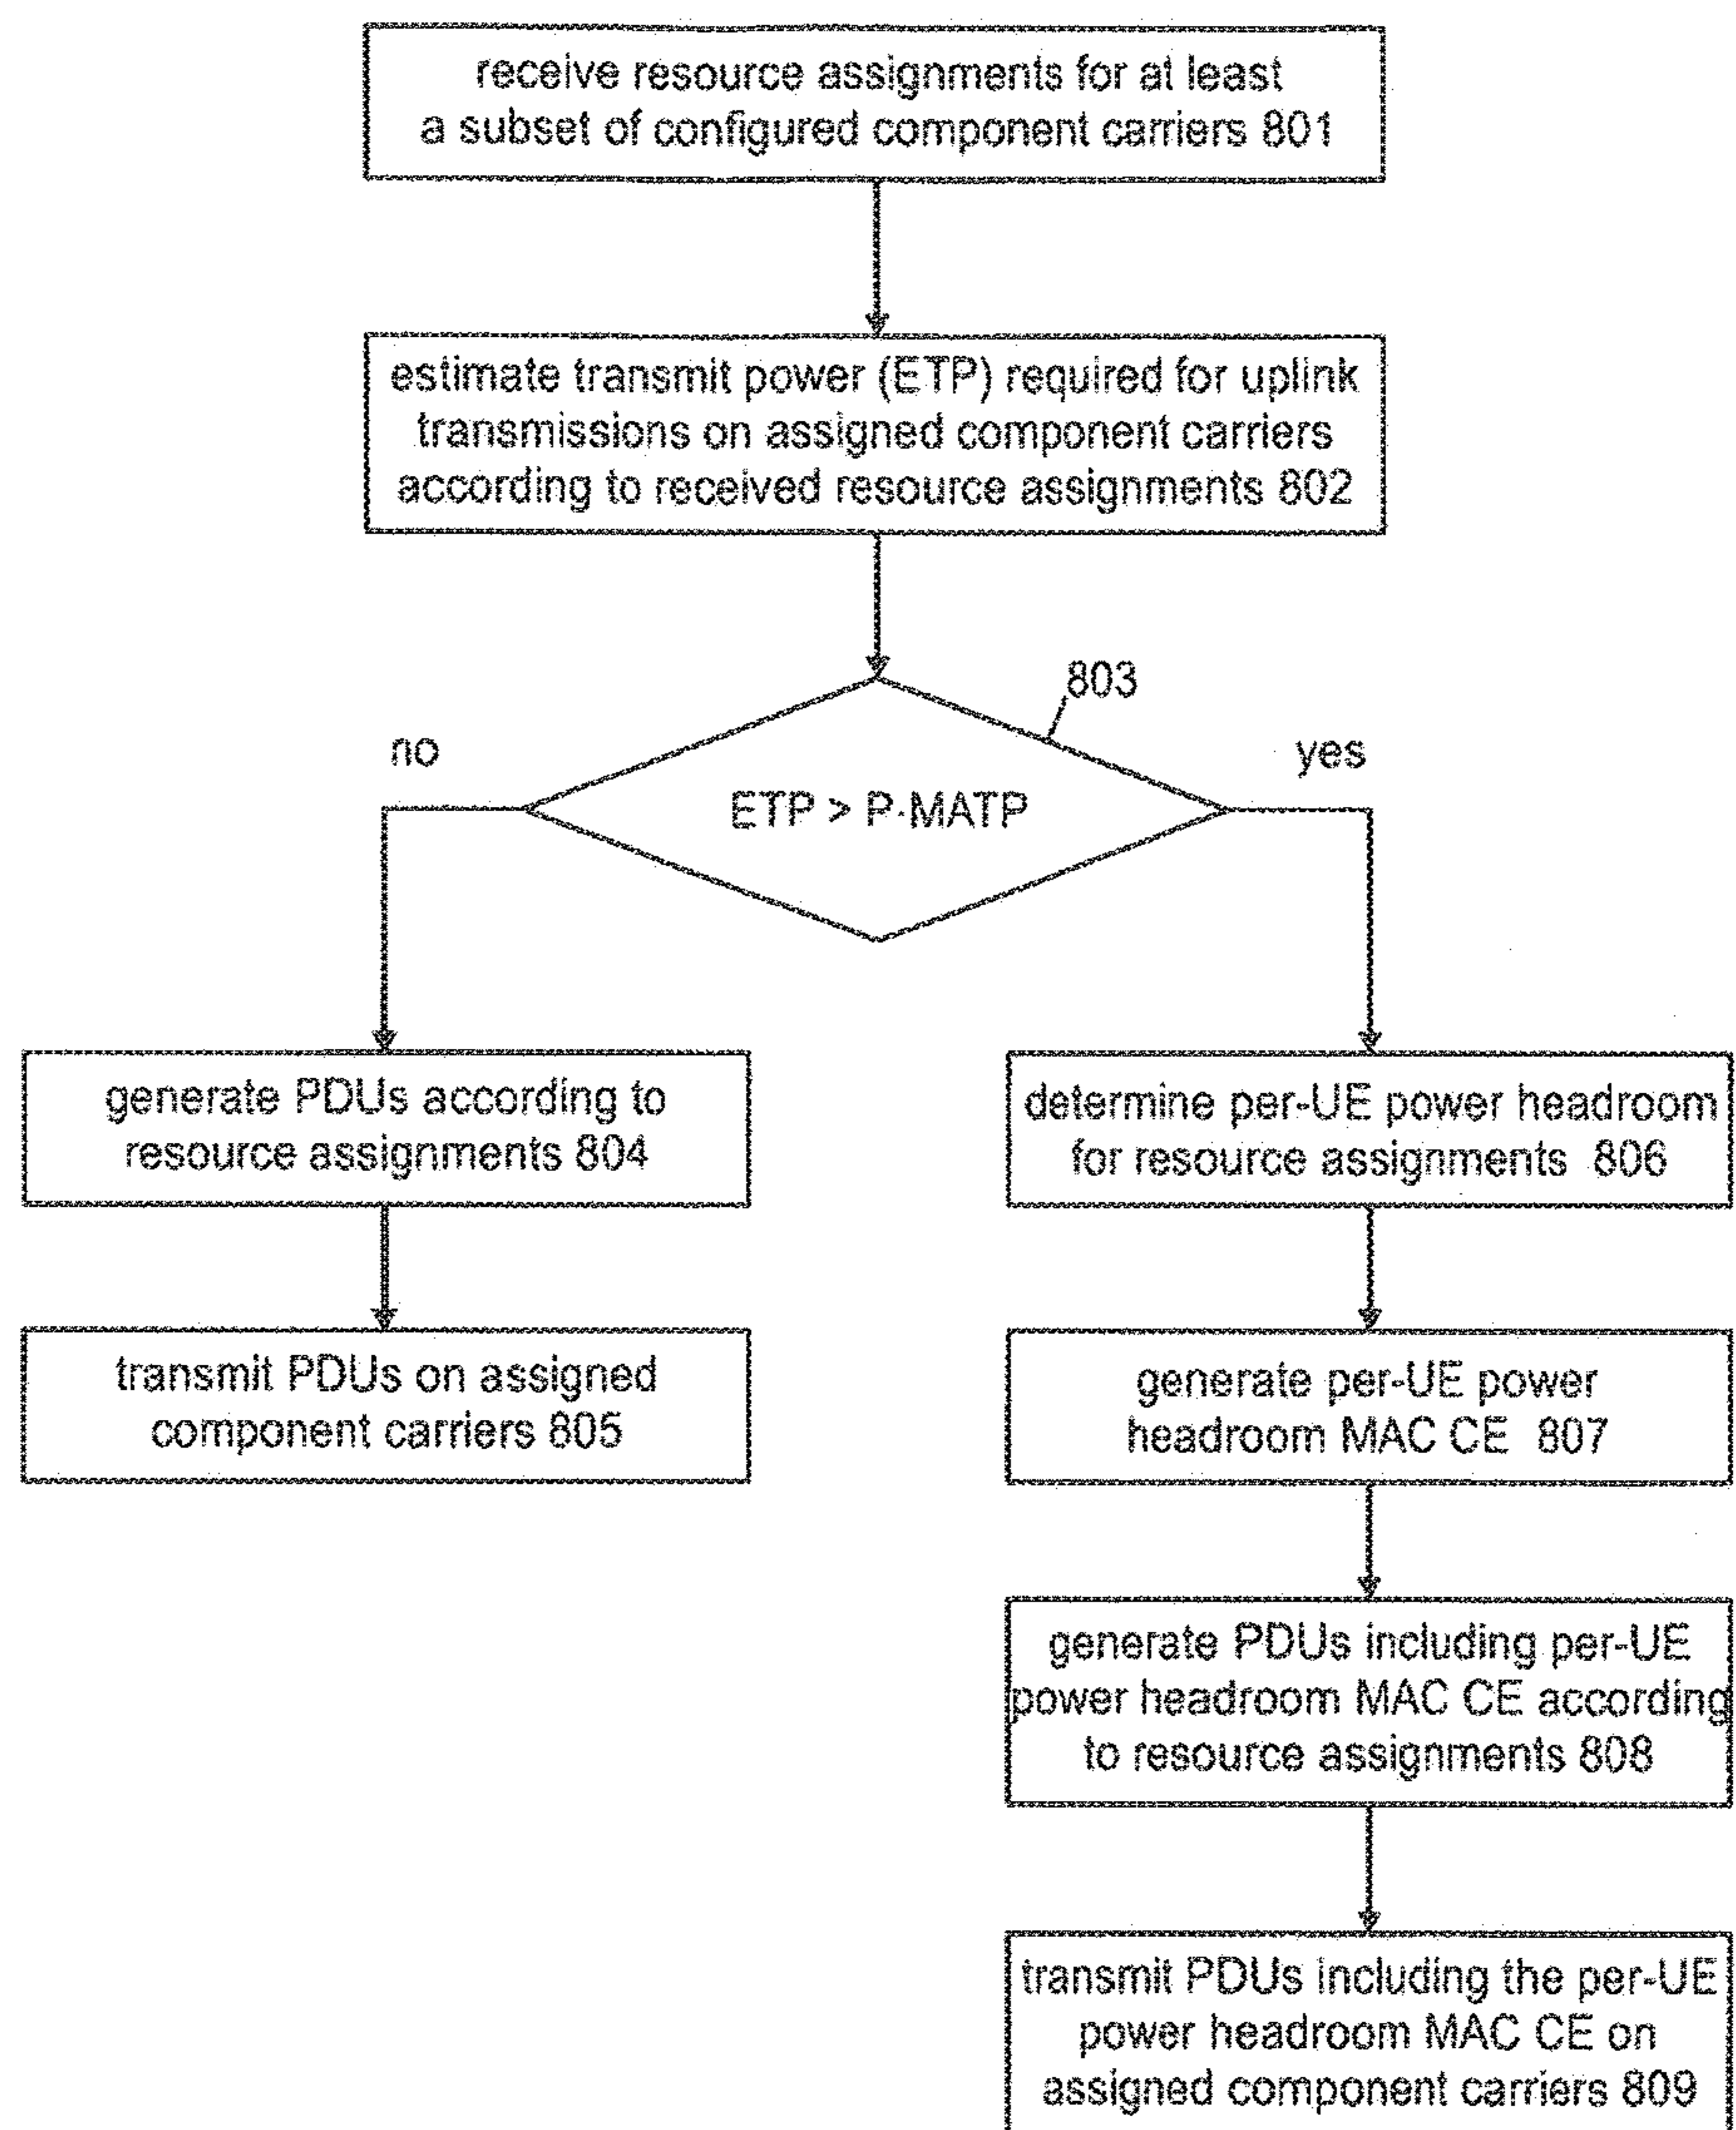 receive resource assignments for at least
a subset of configured component carriers 801
estimate transmit power (ETP) required for uplink
transmissions on assigned component carriers
according to received resource assignments 802
803
no
yes
ETP > P-MATP
generate PDUs according to
resource assignments 804
determine per-UE power headroom
for resource assignments 806
transmit PDUs on assigned
component carriers 805
generate per-UE power
headroom MAC CE 807
generate PDUs including per-UE
power headroom MAC CE according
to resource assignments 808
transmit PDUs including the per-UE
power headroom MAC CE on
assigned component carriers 809